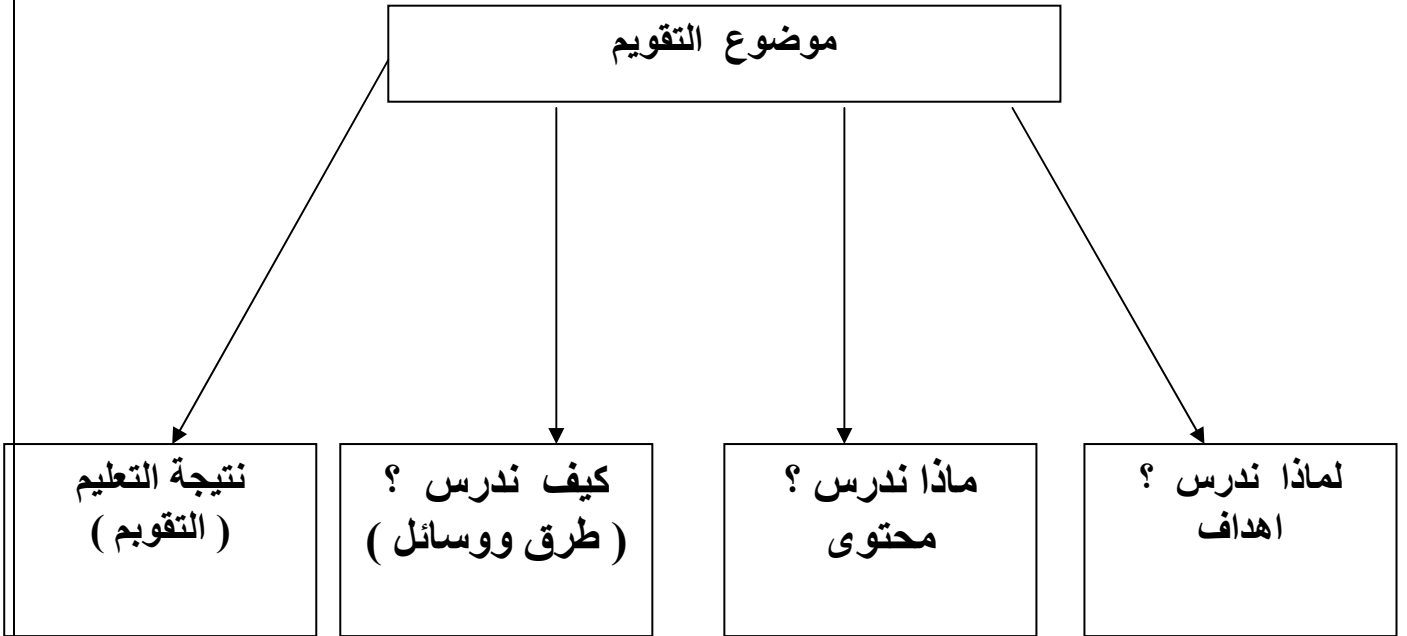 موضوع التقويم
لماذا ندرس ؟
اهداف
ماذا ندرس ؟
محتوى
كيف ندرس ؟
( طرق ووسائل )
نتيجة التعليم
( التقوبم )